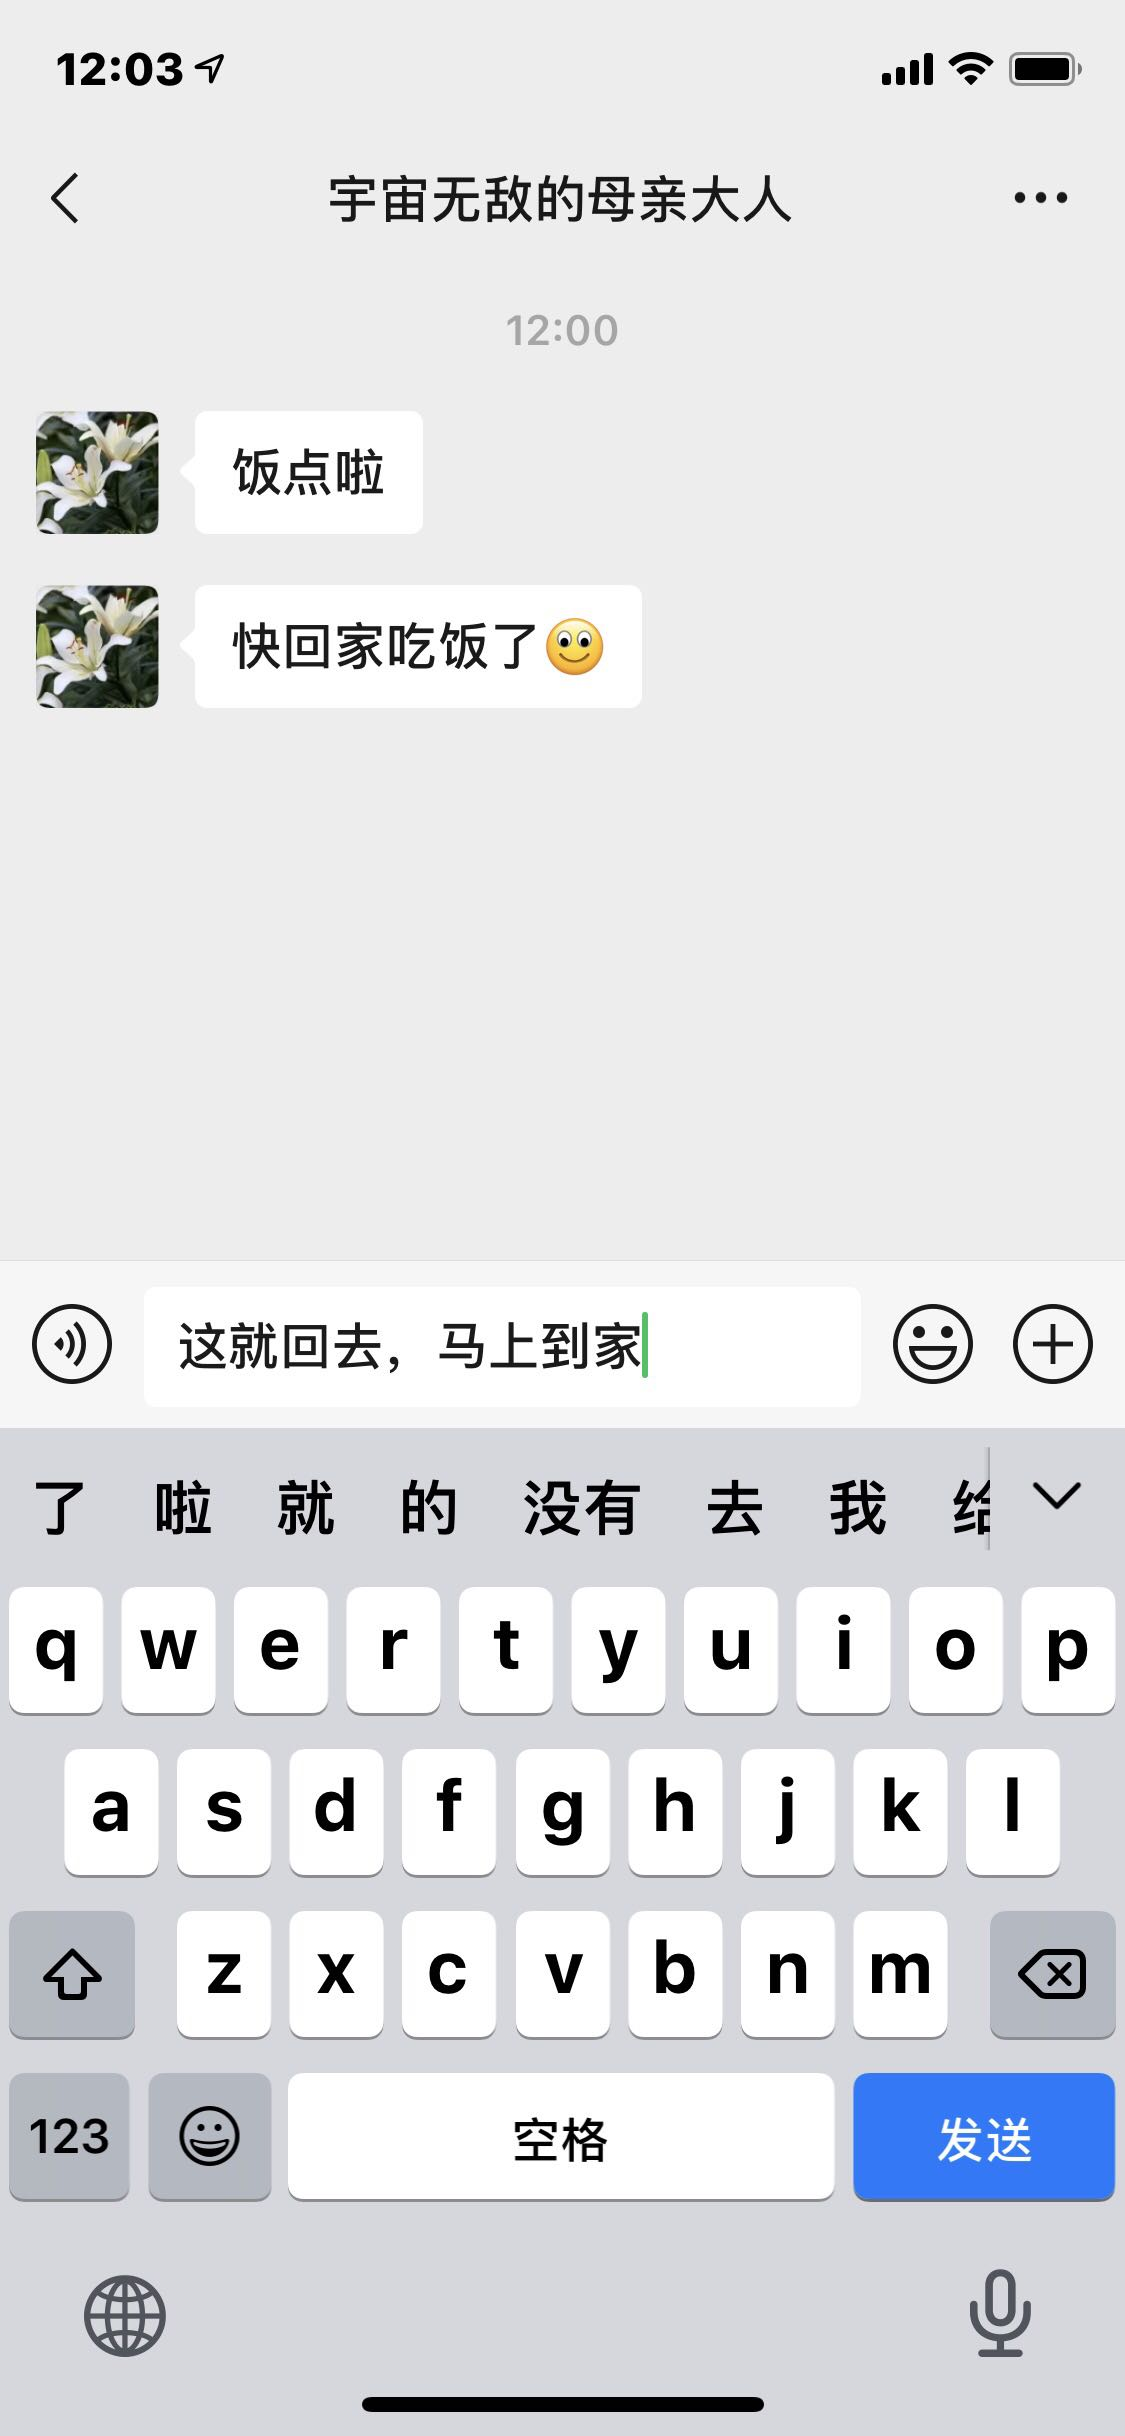 12:03
宇宙无敌的母亲大人
12:00
饭点啦
快回家吃饭了
这就回去，马上到家
了 啦 就 的 没有 去 我 给
q w e r t y u i o p
a s d f g h j k l
z x c v b n m
123 空格 发送